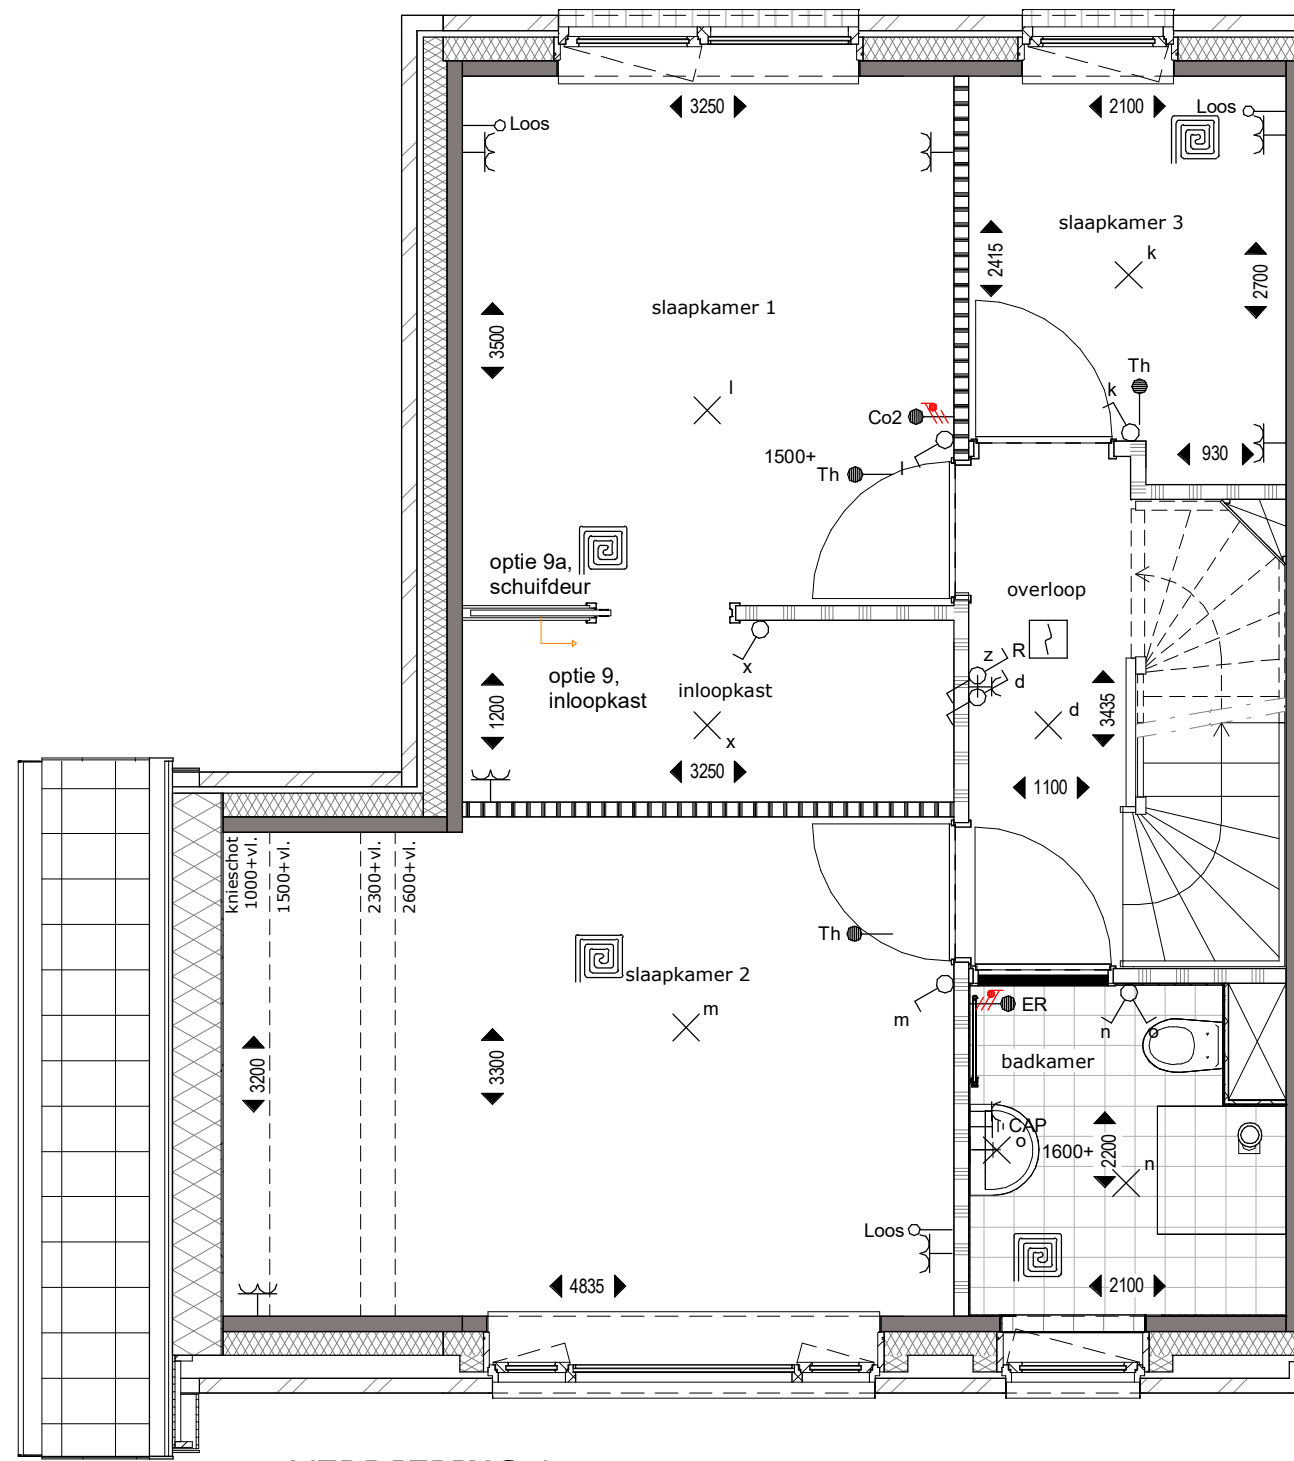 3250
2100
Loos
Loos
slaapkamer 3
k
2415
2700
slaapkamer 1
3500
l
Th
k
Co2
1500+
Th
l
930
optie 9a,
schuifdeur
overloop
z
R
d
x
optie 9,
inloopkast
inloopkast
1200
x
d
3435
3250
1100
knieschot
1000+vl.
1500+vl.
2300+vl.
2600+vl.
Th
slaapkamer 2
m
m
ER
n
o
badkamer
3200
3300
CAP
o
1600+
2200
n
Loos
4835
2100